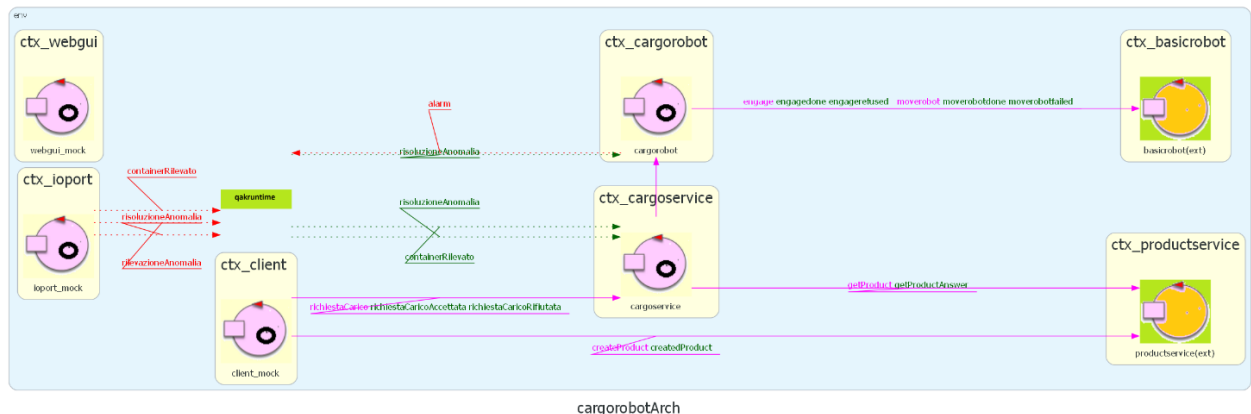 env
ctx_webgui
webgui_mock
ctx_cargorobot
cargorobot
ctx_basicrobot
basicrobot(ext)
engage engagedone engagerefused moverobot moverobotdone moverobotfailed
alarm
risoluzioneAnomalia
ctx_ioport
ioport_mock
containerRilevato
risoluzioneAnomalia
rilevazioneAnomalia
qakruntime
risoluzioneAnomalia
containerRilevato
ctx_cargoservice
cargoservice
ctx_client
client_mock
richiestaCarico richiestaCaricoAccettata richiestaCaricoRifiutata
createProduct createdProduct
getProduct getProductAnswer
ctx_productservice
productservice(ext)
cargorobotArch